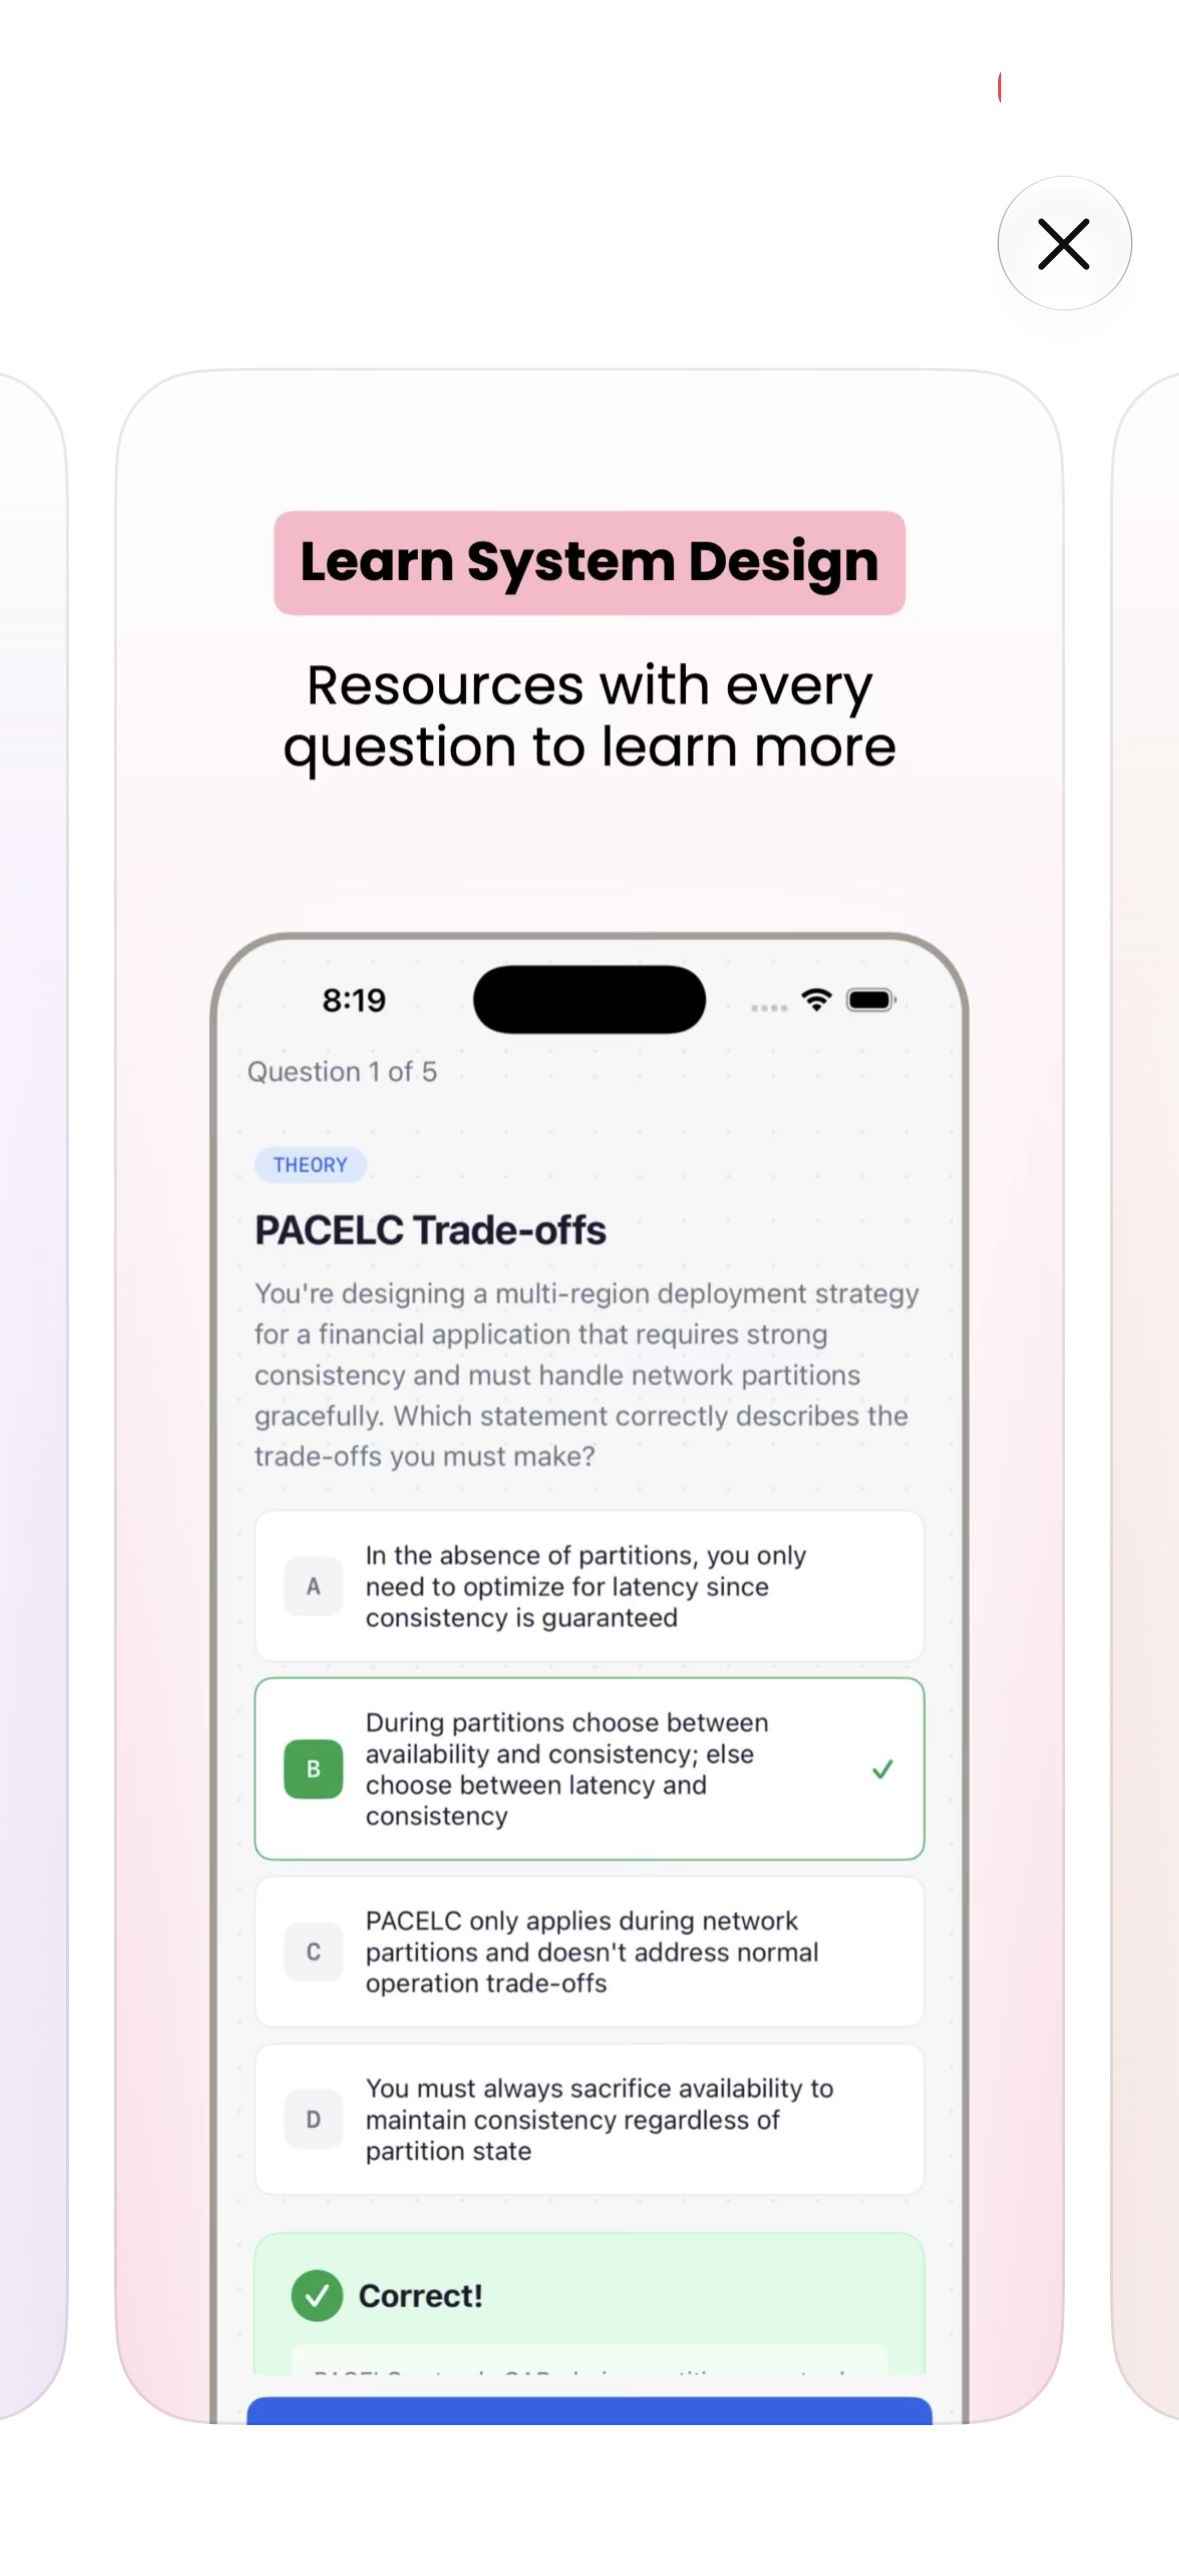 Learn System Design
Resources with every
question to learn more
8:19
Question 1 of 5
THEORY
PACELC Trade-offs
You're designing a multi-region deployment strategy
for a financial application that requires strong
consistency and must handle network partitions
gracefully. Which statement correctly describes the
trade-offs you must make?
A
In the absence of partitions, you only
need to optimize for latency since
consistency is guaranteed
B
During partitions choose between
availability and consistency; else
choose between latency and
consistency
C
PACELC only applies during network
partitions and doesn't address normal
operation trade-offs
D
You must always sacrifice availability to
maintain consistency regardless of
partition state
Correct!